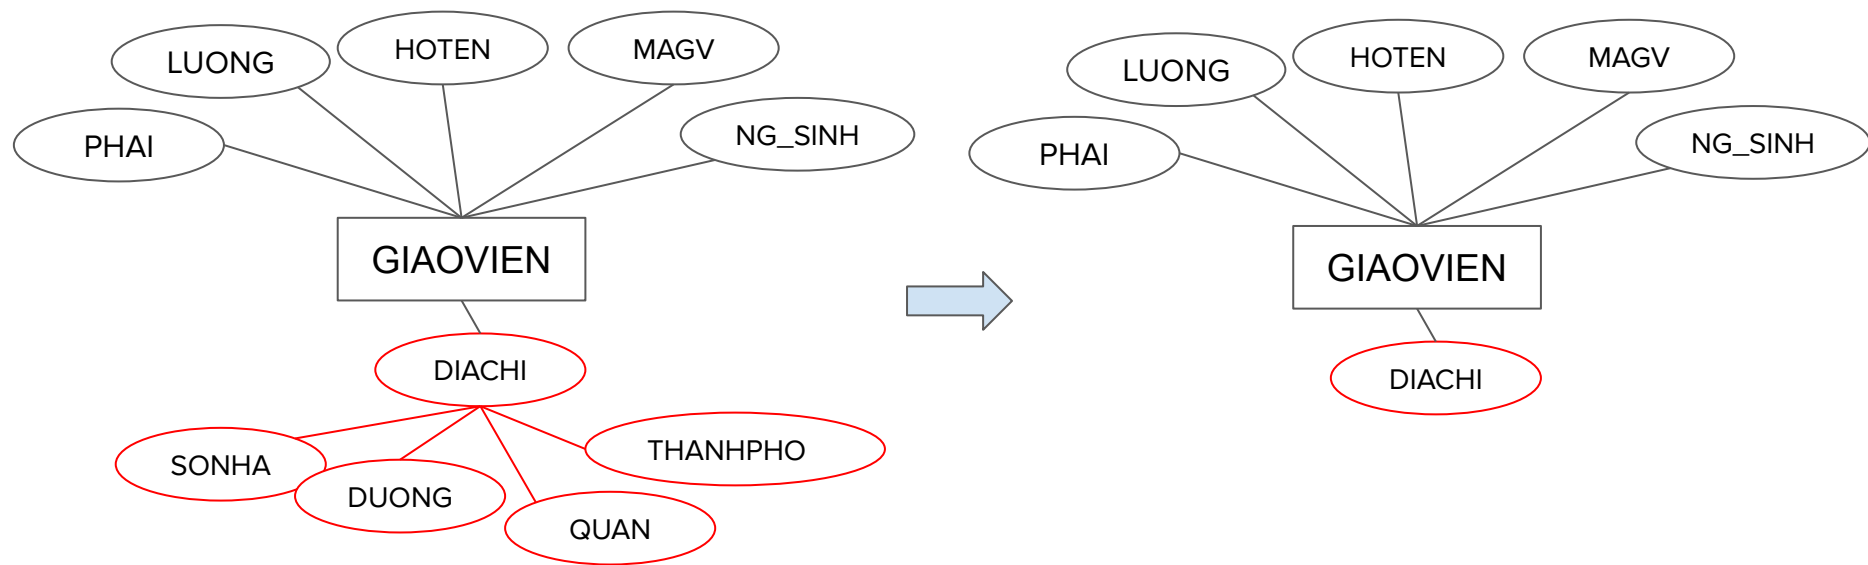 LUONG
HOTEN
MAGV
PHAI
NG_SINH
GIAOVIEN
DIACHI
SONHA
DUONG
QUAN
THANHPHO
LUONG
HOTEN
MAGV
PHAI
NG_SINH
GIAOVIEN
DIACHI